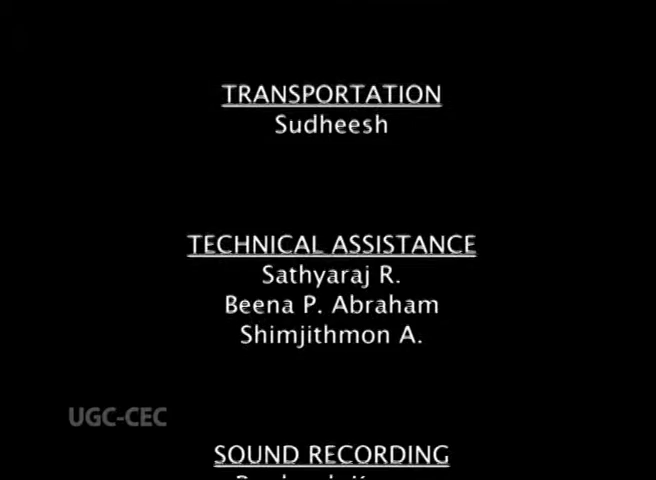 TRANSPORTATION
Sudheesh
TECHNICAL ASSISTANCE
Sathyaraj R.
Beena P. Abraham
Shimjithmon A.
UGC-CEC
SOUND RECORDING